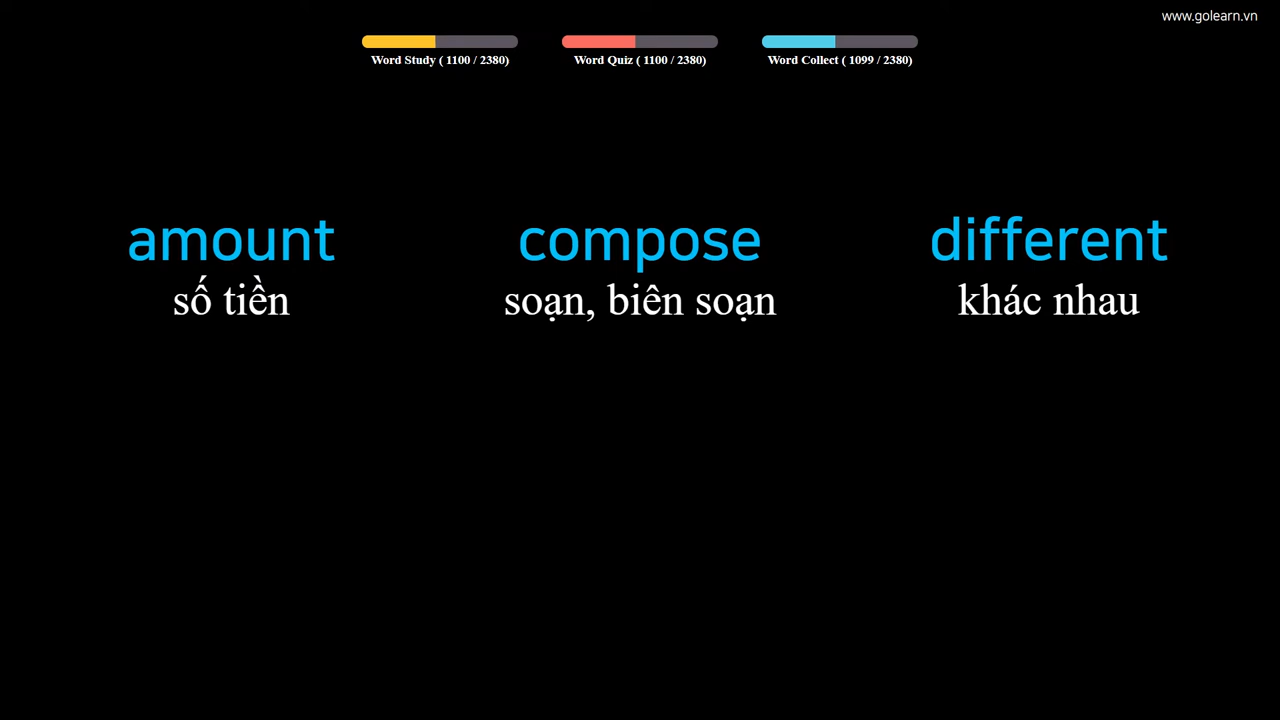 www.golearn.vn
Word Study ( 1100 / 2380)
Word Quiz ( 1100 / 2380)
Word Collect ( 1099 / 2380)
amount
số tiền
compose
soạn, biên soạn
different
khác nhau